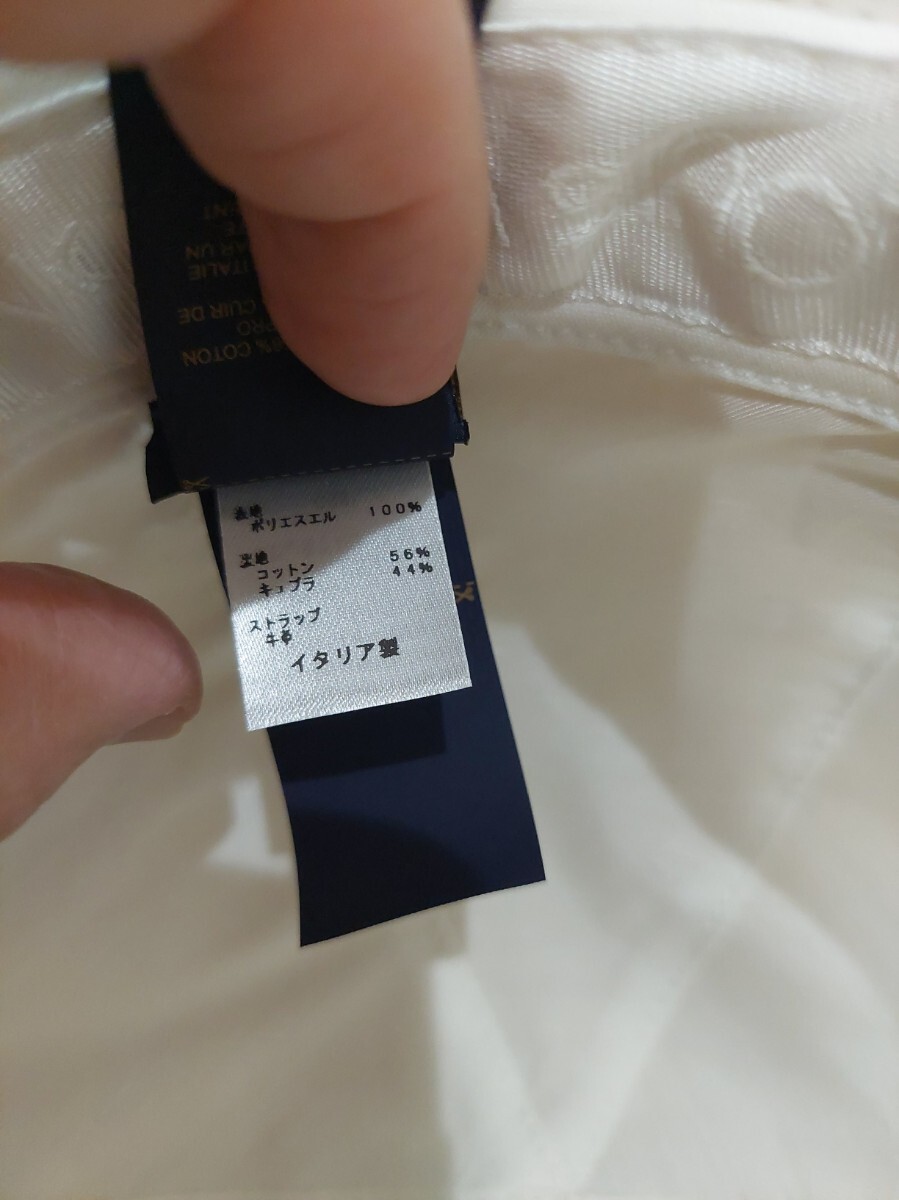 表地
ポリエステル 100%
コットン 56%
キュプラ 44%
ストラップ
牛革
イタリア製
COTON
PRO
CUIR DE
ITALIE
PAR UN